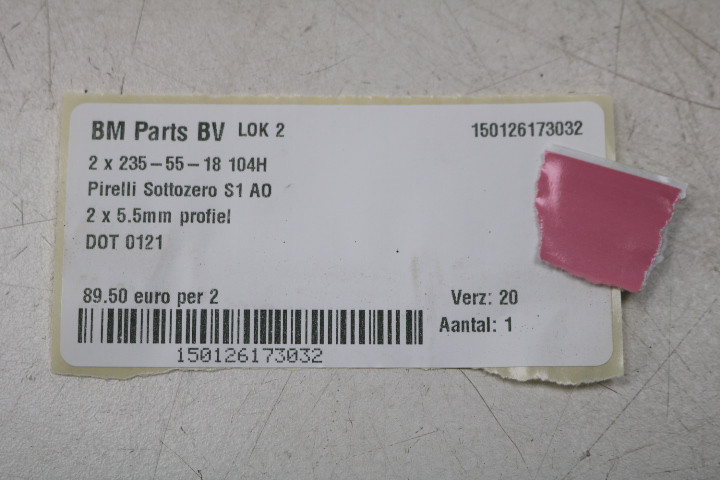 BM Parts BV LOK 2 150126173032
2 x 235-55-18 104H
Pirelli Sottozero S1 AO
2 x 5.5mm profiel
DOT 0121
89.50 euro per 2 Verz: 20
Aantal: 1
150126173032